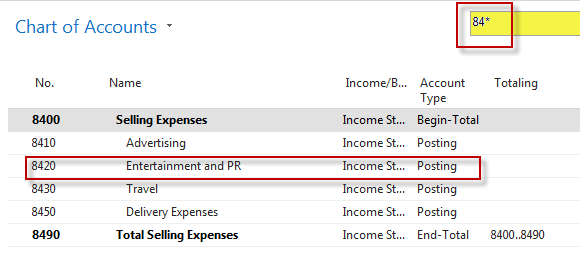 Chart of Accounts 84*
No. Name Income/B... Account Type Totaling
8400 Selling Expenses Income St... Begin-Total
8410 Advertising Income St... Posting
8420 Entertainment and PR Income St... Posting
8430 Travel Income St... Posting
8450 Delivery Expenses Income St... Posting
8490 Total Selling Expenses Income St... End-Total 8400..8490